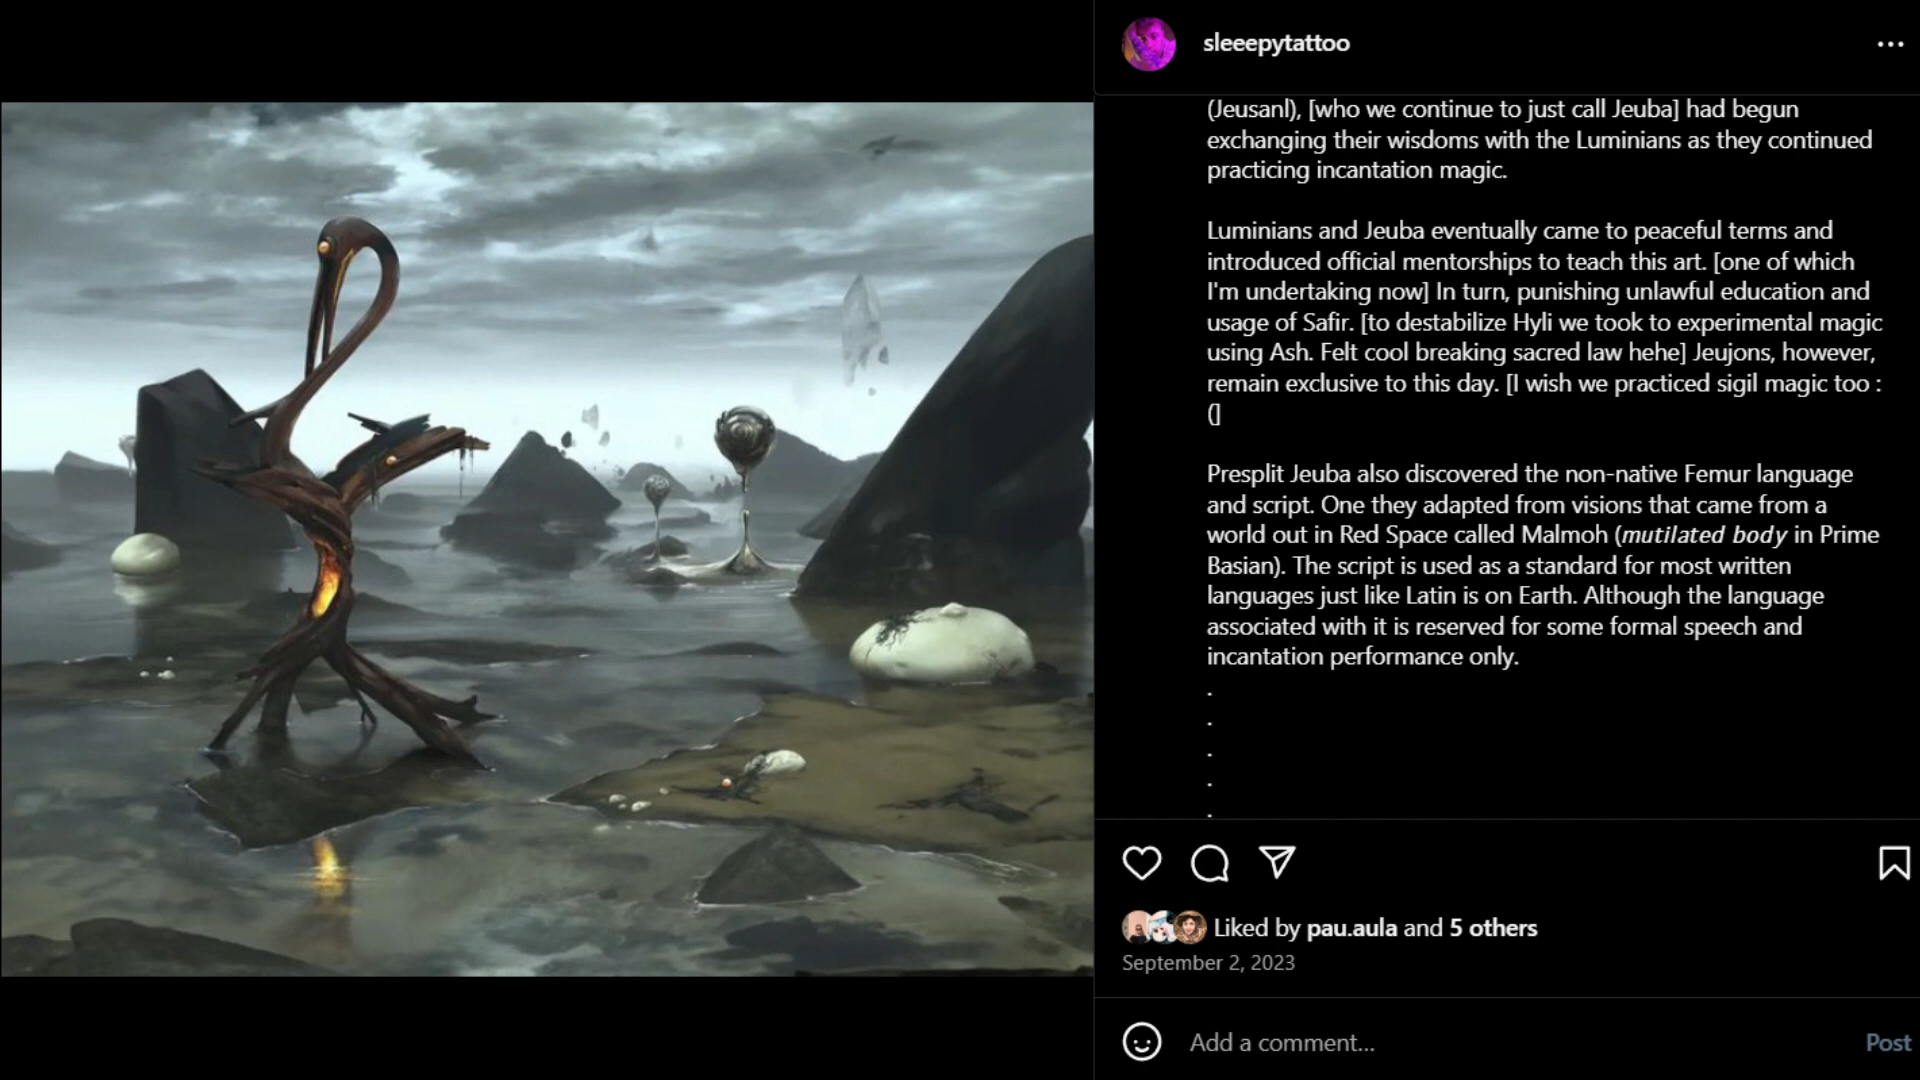 sleeepytattoo
(Jeusanl), [who we continue to just call Jeuba] had begun
exchanging their wisdoms with the Luminians as they continued
practicing incantation magic.
Luminians and Jeuba eventually came to peaceful terms and
introduced official mentorships to teach this art. [one of which
I'm undertaking now] In turn, punishing unlawful education and
usage of Safir. [to destabilize Hyli we took to experimental magic
using Ash. Felt cool breaking sacred law hehe] Jeujons, however,
remain exclusive to this day. [I wish we practiced sigil magic too :
(]
Presplit Jeuba also discovered the non-native Femur language
and script. One they adapted from visions that came from a
world out in Red Space called Malmoh (mutilated body in Prime
Basian). The script is used as a standard for most written
languages just like Latin is on Earth. Although the language
associated with it is reserved for some formal speech and
incantation performance only.
.
.
.
.
.
Liked by pau.aula and 5 others
September 2, 2023
Add a comment...
Post